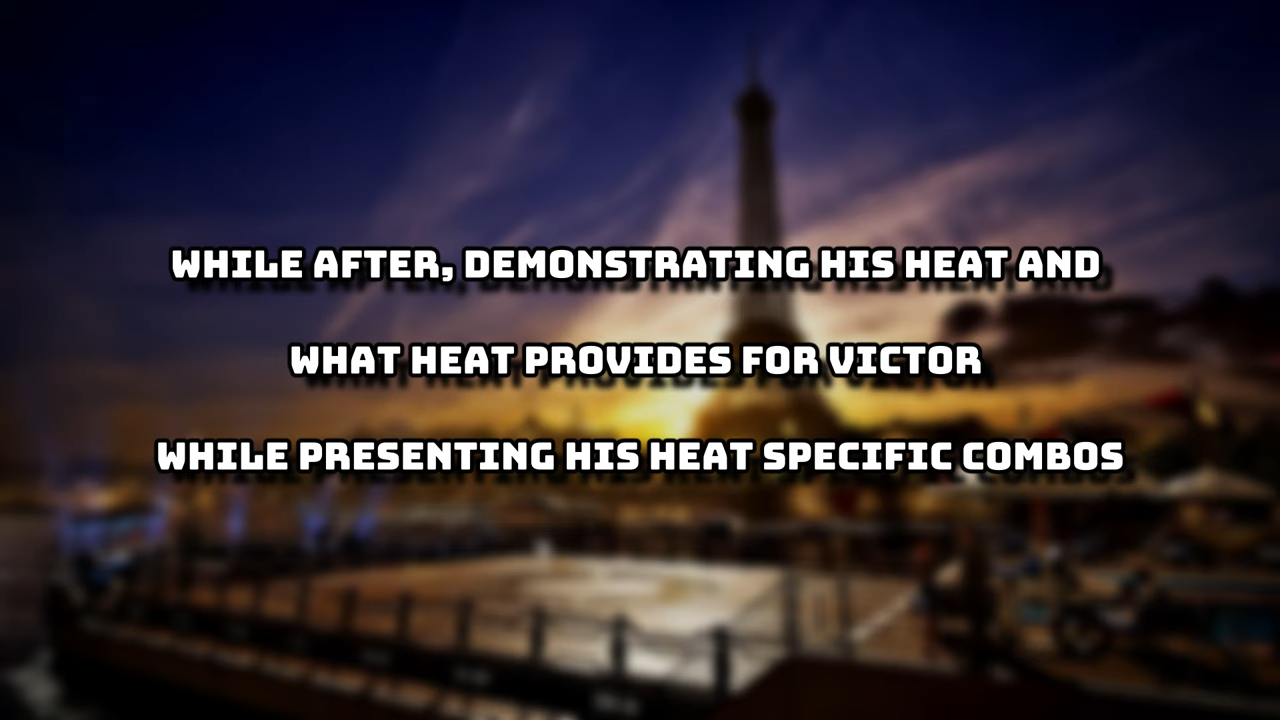 WHILE AFTER, DEMONSTRATING HIS HEAT AND
WHAT HEAT PROVIDES FOR VICTOR
WHILE PRESENTING HIS HEAT SPECIFIC COMBOS